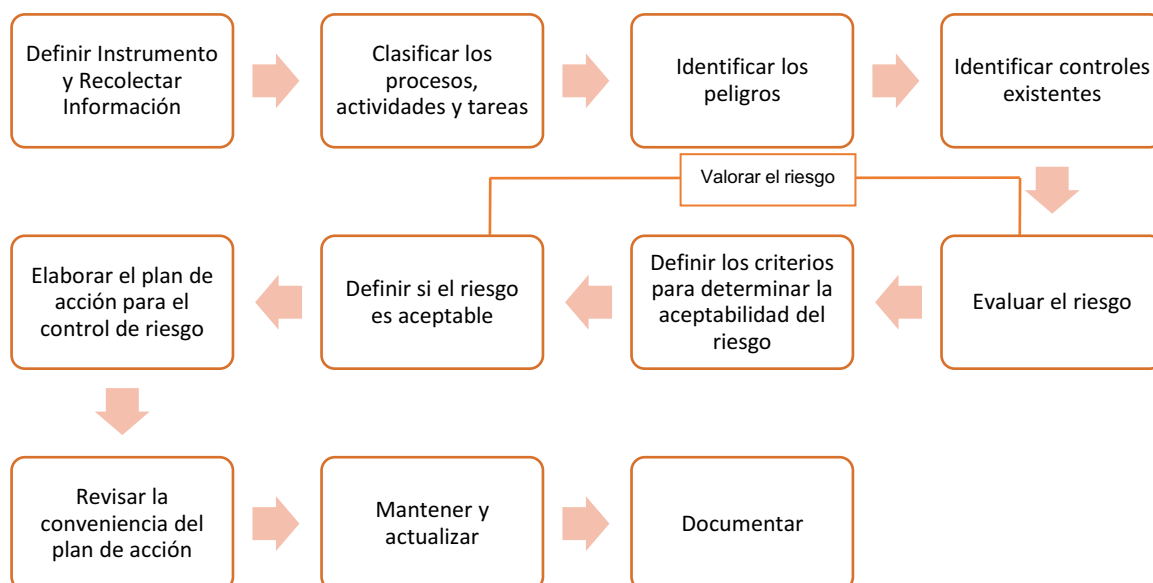 Definir Instrumento
y Recolectar
Información
Clasificar los
procesos,
actividades y tareas
Identificar los
peligros
Identificar controles
existentes
Valorar el riesgo
Evaluar el riesgo
Definir los criterios
para determinar la
aceptabilidad del
riesgo
Definir si el riesgo
es aceptable
Elaborar el plan de
acción para el
control de riesgo
Revisar la
conveniencia del
plan de acción
Mantener y
actualizar
Documentar